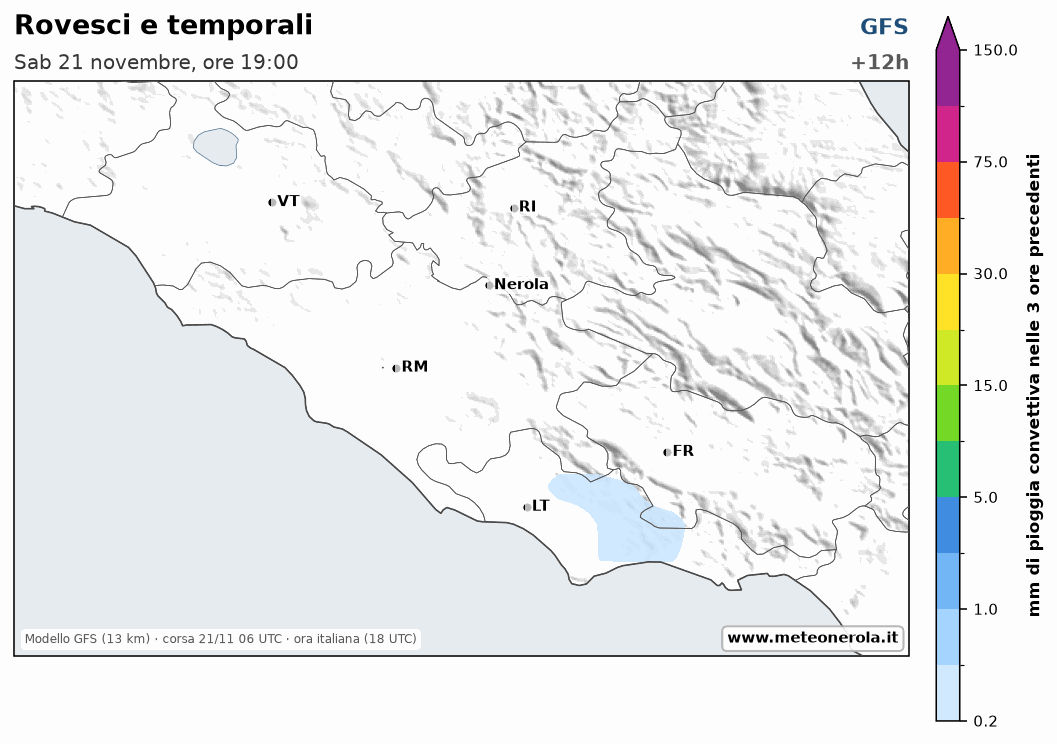 Rovesci e temporali
GFS
Sab 21 novembre, ore 19:00
+12h
150.0
75.0
30.0
15.0
5.0
1.0
0.2
mm di pioggia convettiva nelle 3 ore precedenti
VT
RI
Nerola
RM
FR
LT
Modello GFS (13 km) · corsa 21/11 06 UTC · ora italiana (18 UTC)
www.meteonerola.it